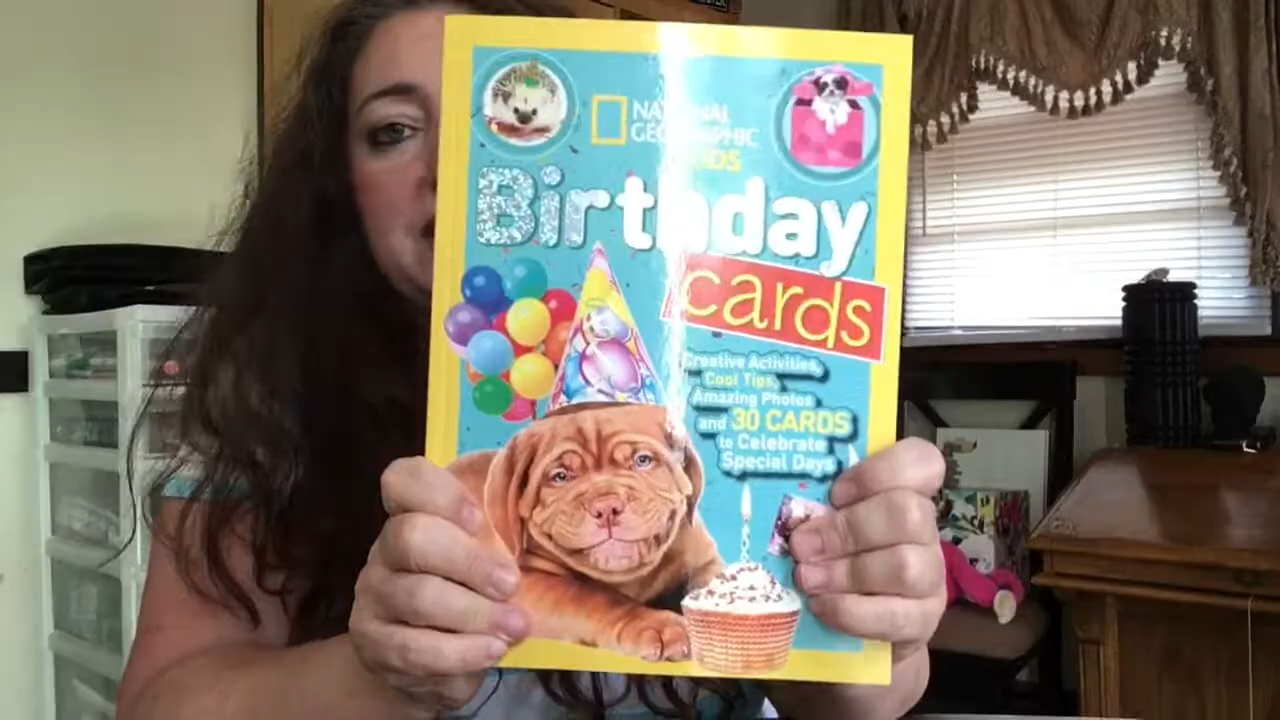 NATIONAL
GEOGRAPHIC
KIDS
Birthday
cards
Creative Activities,
Cool Tips,
Amazing Photos
and 30 CARDS
to Celebrate
Special Days